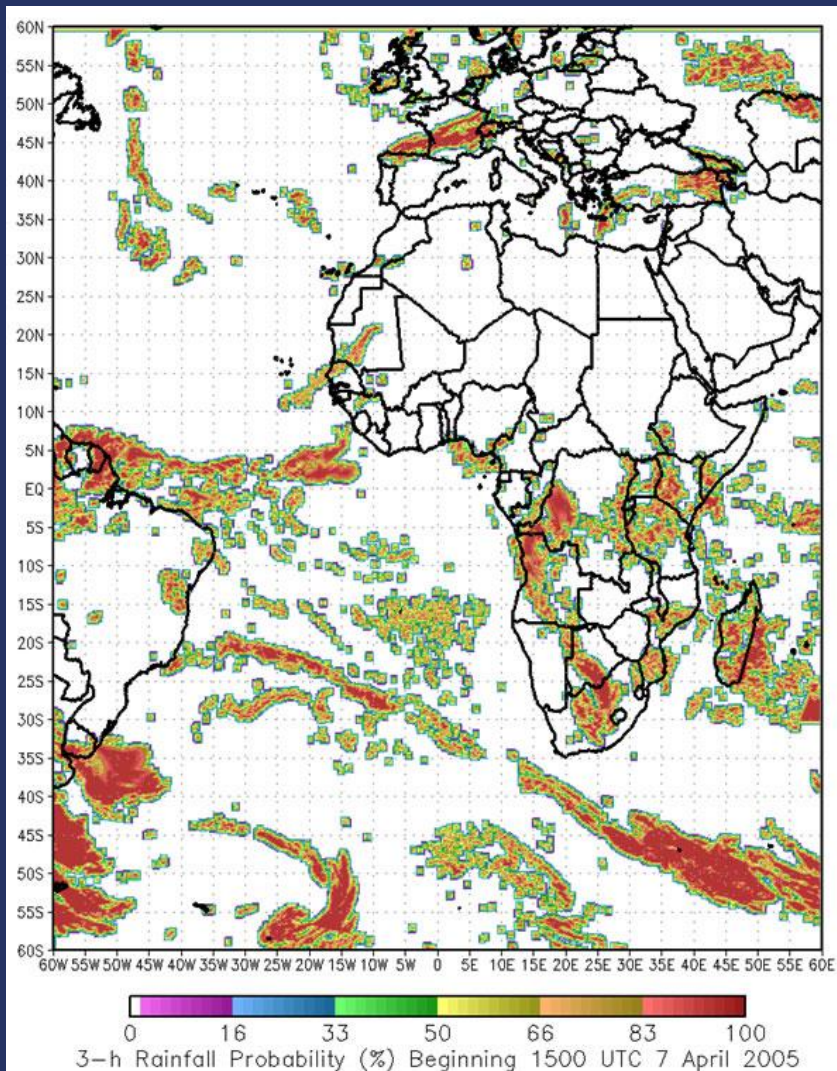 60N
55N
50N
45N
40N
35N
30N
25N
20N
15N
10N
5N
EQ
5S
10S
15S
20S
25S
30S
35S
40S
45S
50S
55S
60S
60W 55W 50W 45W 40W 35W 30W 25W 20W 15W 10W 5W 0 5E 10E 15E 20E 25E 30E 35E 40E 45E 50E 55E 60E
0 16 33 50 66 83 100
3-h Rainfall Probability (%) Beginning 1500 UTC 7 April 2005